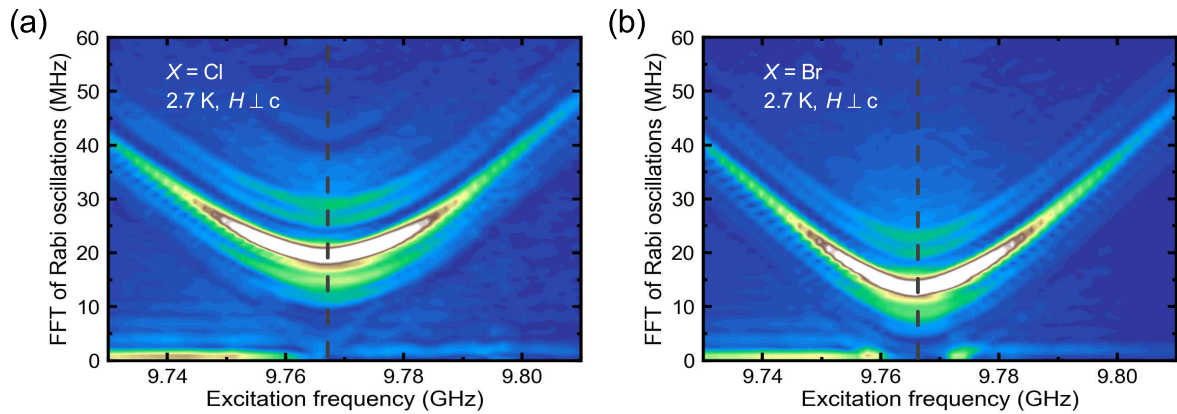 (a)
FFT of Rabi oscillations (MHz)
60
50
40
30
20
10
0
X = Cl
2.7 K, H ⊥ c
9.74
9.76
9.78
9.80
Excitation frequency (GHz)
(b)
FFT of Rabi oscillations (MHz)
60
50
40
30
20
10
0
X = Br
2.7 K, H ⊥ c
9.74
9.76
9.78
9.80
Excitation frequency (GHz)